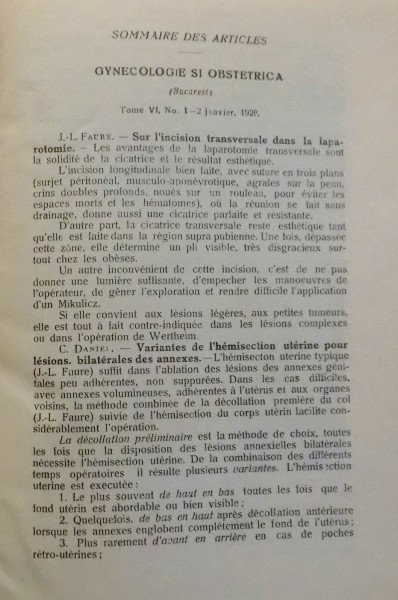 SOMMAIRE DES ARTICLES
GYNECOLOGIE SI OBSTETRICA
(Bucarest)
Tome VI, No. 1—2 Janvier, 1929.
J.-L. FAURE. — Sur l'incision transversale dans la lapa-
rotomie. — Les avantages de la laparotomie transversale sont
la solidité de la cicatrice et le résultat esthétique.
L'incision longitudinale bien faite, avec suture en trois plans
(surjet péritonéal, musculo-aponévrotique, agrafes sur la peau,
crins doubles profonds, noués sur un rouleau, pour éviter les
espaces morts et les hématomes), où la réunion se fait sans
drainage, donne aussi une cicatrice parfaite et résistante.
D'autre part, la cicatrice transversale reste esthétique tant
qu'elle est faite dans la région supra pubienne. Une fois, dépassée
cette zône, elle détermine un pli visible, très disgracieux sur-
tout chez les obèses.
Un autre inconvénient de cette incision, c'est de ne pas
donner une lumière suffisante, d'empecher les manoeuvres de
l'opérateur, de gêner l'exploration et rendre difficile l'application
d'un Mikulicz.
Si elle convient aux lésions légères, aux petites tumeurs,
elle est tout à fait contre-indiquée dans les lésions complexes
ou dans l'opération de Wertheim.
C. DANIEL. — Variantes de l'hémisection utérine pour
lésions. bilatérales des annexes. — L'hémisection uterine typique
(J.-L. Faure) suffit dans l'ablation des lésions des annexes géni-
tales peu adhérentes, non suppurées. Dans les cas difficiles,
avec annexes volumineuses, adhérentes à l'utérus et aux organes
voisins, la méthode combinée de la décollation première du col
(J.-L. Faure) suivie de l'hémisection du corps utérin facilite con-
sidérablement l'opération.
La décollation préliminaire est la méthode de choix, toutes
les fois que la disposition des lésions annexielles bilatérales
nécessite l'hémisection utérine. De la combinaison des différents
temps opératoires il résulte plusieurs variantes. L'hémisection
uterine est executée :
1. Le plus souvent de haut en bas toutes les fois que le
fond utérin est abordable ou bien visible ;
2. Quelquefois, de bas en haut après décollation antérieure
lorsque les annexes englobent complètement le fond de l'utérus ;
3. Plus rarement d'avant en arrière en cas de poches
rétro-utérines ;